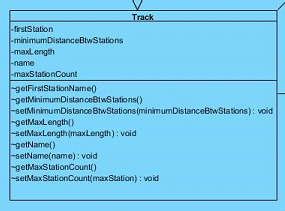 Track
-firstStation
-minimumDistanceBtwStations
-maxLength
-name
-maxStationCount
~getFirstStationName()
~getMinimumDistanceBtwStations()
~setMinimumDistanceBtwStations(minimumDistanceBtwStations) : void
~getMaxLength()
~setMaxLength(maxLength) : void
~getName()
~setName(name) : void
~getMaxStationCount()
~setMaxStationCount(maxStation) : void